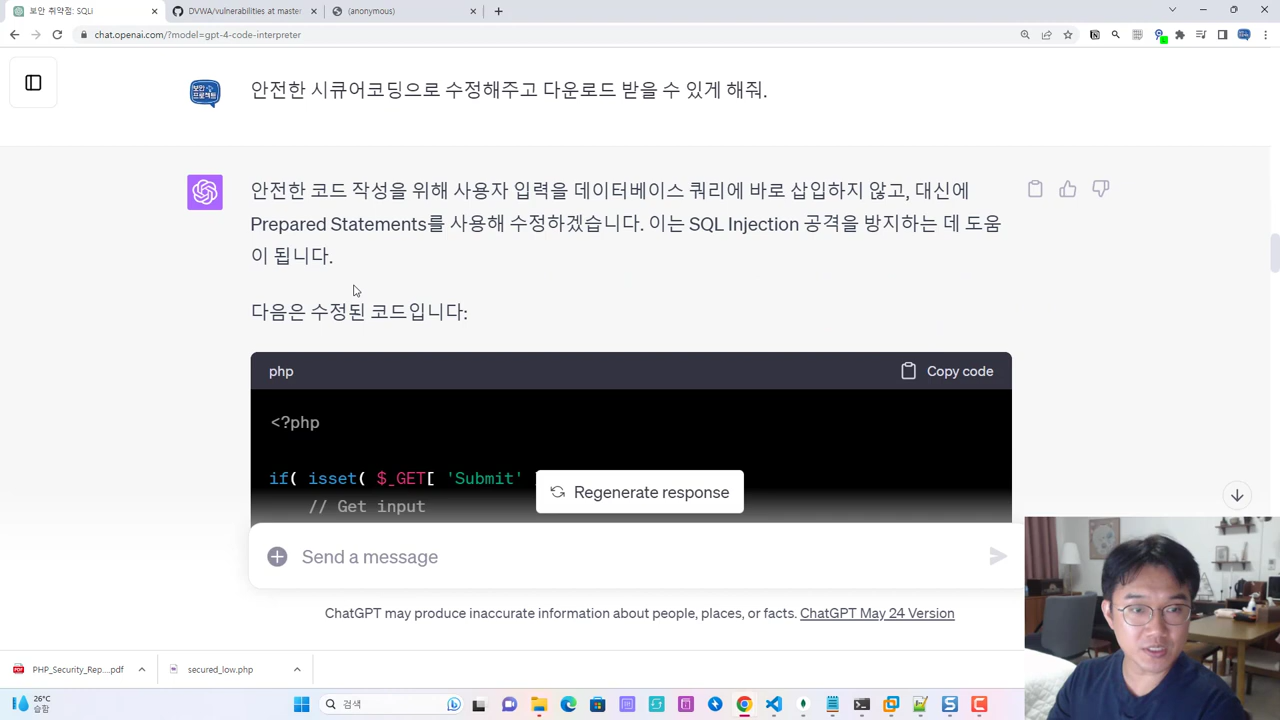 보안 취약점: SQLi
DVWA/vulnerabilities at master
(anonymous)
chat.openai.com/?model=gpt-4-code-interpreter
보안
프로젝트
안전한 시큐어코딩으로 수정해주고 다운로드 받을 수 있게 해줘.
안전한 코드 작성을 위해 사용자 입력을 데이터베이스 쿼리에 바로 삽입하지 않고, 대신에
Prepared Statements를 사용해 수정하겠습니다. 이는 SQL Injection 공격을 방지하는 데 도움
이 됩니다.
다음은 수정된 코드입니다:
php
Copy code
<?php
if( isset( $_GET[ 'Submit'
// Get input
Regenerate response
Send a message
ChatGPT may produce inaccurate information about people, places, or facts. ChatGPT May 24 Version
PHP_Security_Rep....pdf
secured_low.php
26°C
습함
검색